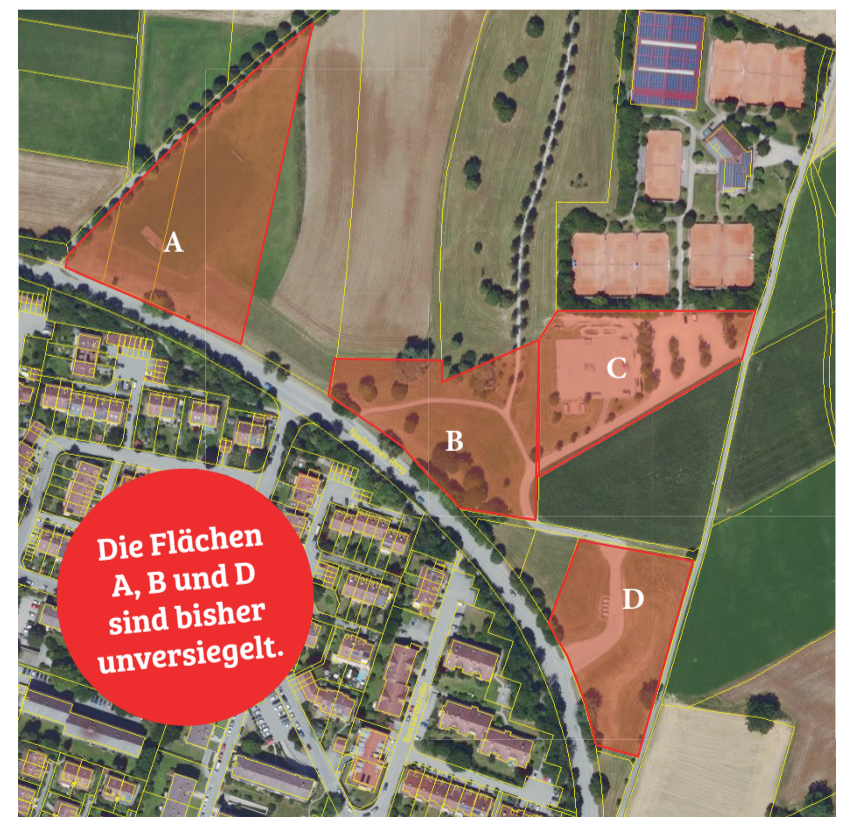 A
B
C
D
Die Flächen
A, B und D
sind bisher
unversiegelt.